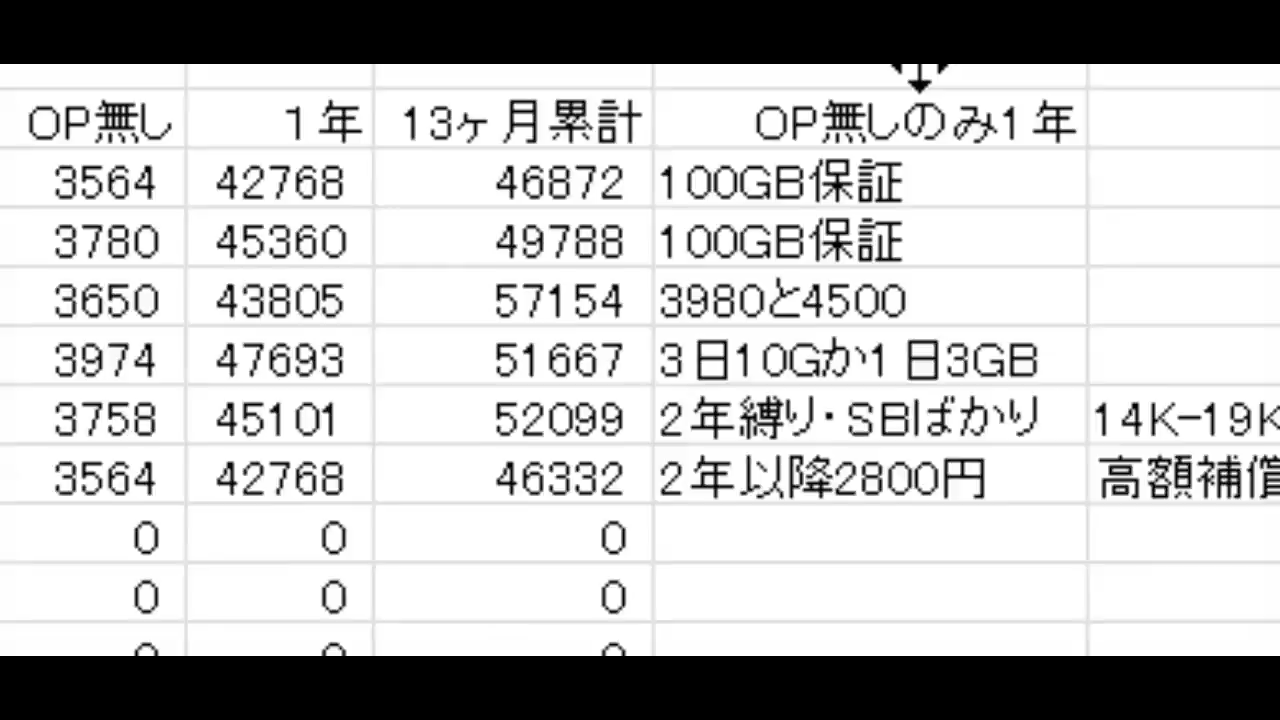 OP無し 1年 13ヶ月累計 OP無しのみ1年
3564 42768 46872 100GB保証
3780 45360 49788 100GB保証
3650 43805 57154 3980と4500
3974 47693 51667 3日10Gか1日3GB
3758 45101 52099 2年縛り・SBばかり 14K-19K
3564 42768 46332 2年以降2800円 高額補償
0 0 0
0 0 0
0 0 0